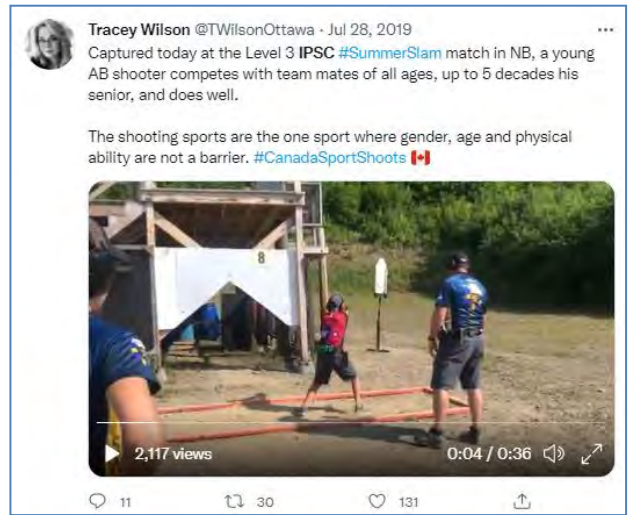 Tracey Wilson @TWilsonOttawa · Jul 28, 2019
Captured today at the Level 3 IPSC #SummerSlam match in NB, a young
AB shooter competes with team mates of all ages, up to 5 decades his
senior, and does well.
The shooting sports are the one sport where gender, age and physical
ability are not a barrier. #CanadaSportShoots 🇨🇦
8
2,117 views
0:04 / 0:36
11 30 131